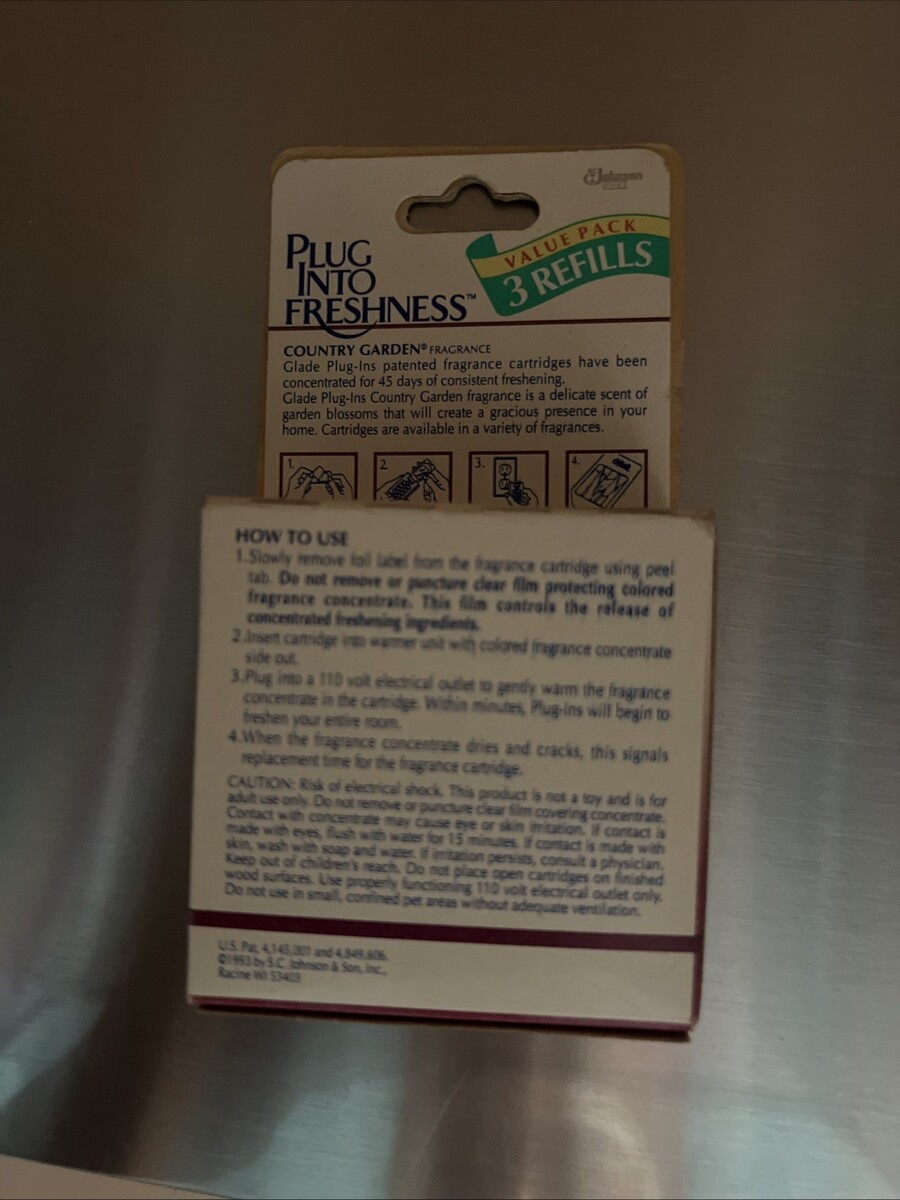 Johnson
VALUE PACK
3 REFILLS
PLUG
INTO
FRESHNESS™
COUNTRY GARDEN® FRAGRANCE
Glade Plug-Ins patented fragrance cartridges have been
concentrated for 45 days of consistent freshening.
Glade Plug-Ins Country Garden fragrance is a delicate scent of
garden blossoms that will create a gracious presence in your
home. Cartridges are available in a variety of fragrances.
1. 2 3. 4.
HOW TO USE
1.Slowly remove foil label from the fragrance cartridge using peel
tab. Do not remove or puncture clear film protecting colored
fragrance concentrate. This film controls the release of
concentrated freshening ingredients.
2.Insert cartridge into warmer unit with colored fragrance concentrate
side out.
3.Plug into a 110 volt electrical outlet to gently warm the fragrance
concentrate in the cartridge. Within minutes, Plug-Ins will begin to
freshen your entire room.
4.When the fragrance concentrate dries and cracks, this signals
replacement time for the fragrance cartridge.
CAUTION: Risk of electrical shock. This product is not a toy and is for
adult use only. Do not remove or puncture clear film covering concentrate.
Contact with concentrate may cause eye or skin irritation. If contact is
made with eyes, flush with water for 15 minutes. If contact is made with
skin, wash with soap and water. If irritation persists, consult a physician.
Keep out of children's reach. Do not place open cartridges on finished
wood surfaces. Use properly functioning 110 volt electrical outlet only.
Do not use in small, confined pet areas without adequate ventilation.
U.S. Pat. 4,145,001 and 4,849,606.
©1993 by S.C. Johnson & Son, Inc.,
Racine WI 53403